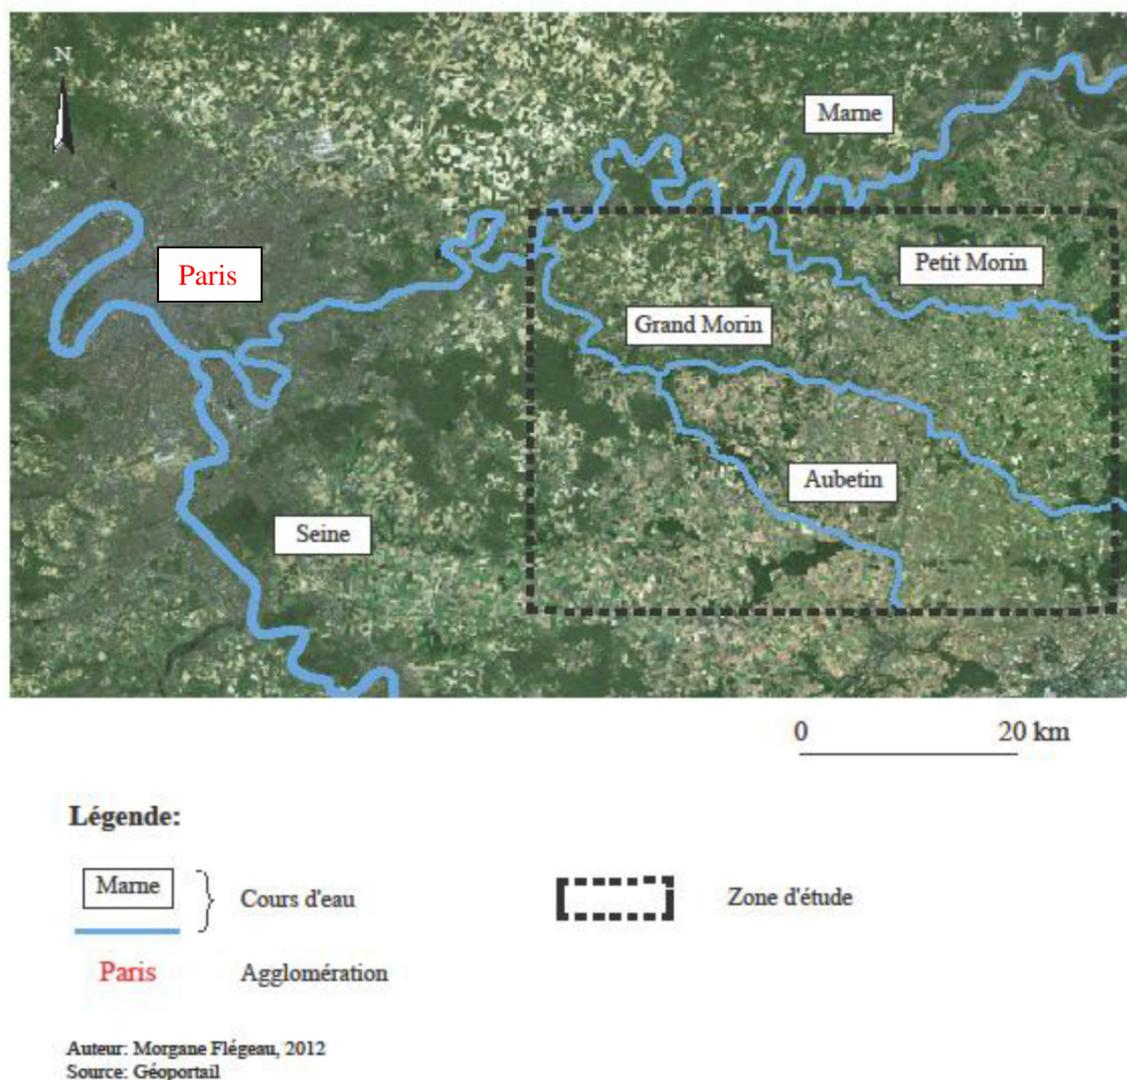 N
Marne
Paris
Petit Morin
Grand Morin
Aubetin
Seine
0 20 km
Légende:
Marne
Cours d'eau
Zone d'étude
Paris
Agglomération
Auteur: Morgane Flégeau, 2012
Source: Géoportail